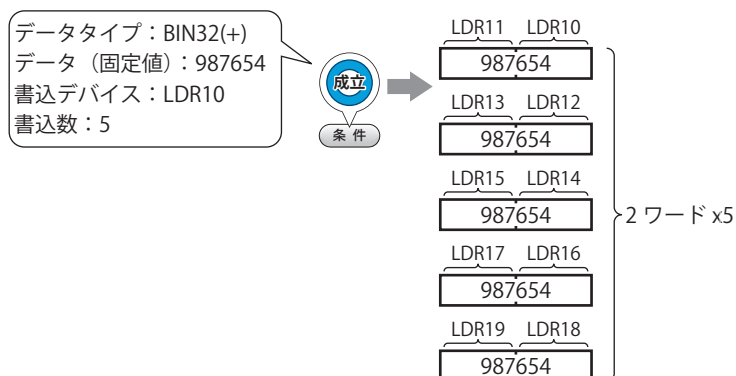 データタイプ：BIN32(+)
データ（固定値）：987654
書込デバイス：LDR10
書込数：5
成立
条件
LDR11 LDR10
987654
LDR13 LDR12
987654
LDR15 LDR14
987654
LDR17 LDR16
987654
LDR19 LDR18
987654
2 ワード x5